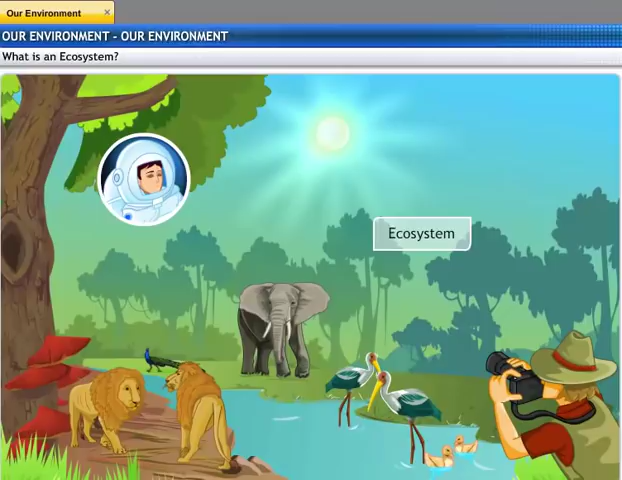 Our Environment
OUR ENVIRONMENT - OUR ENVIRONMENT
What is an Ecosystem?
Ecosystem